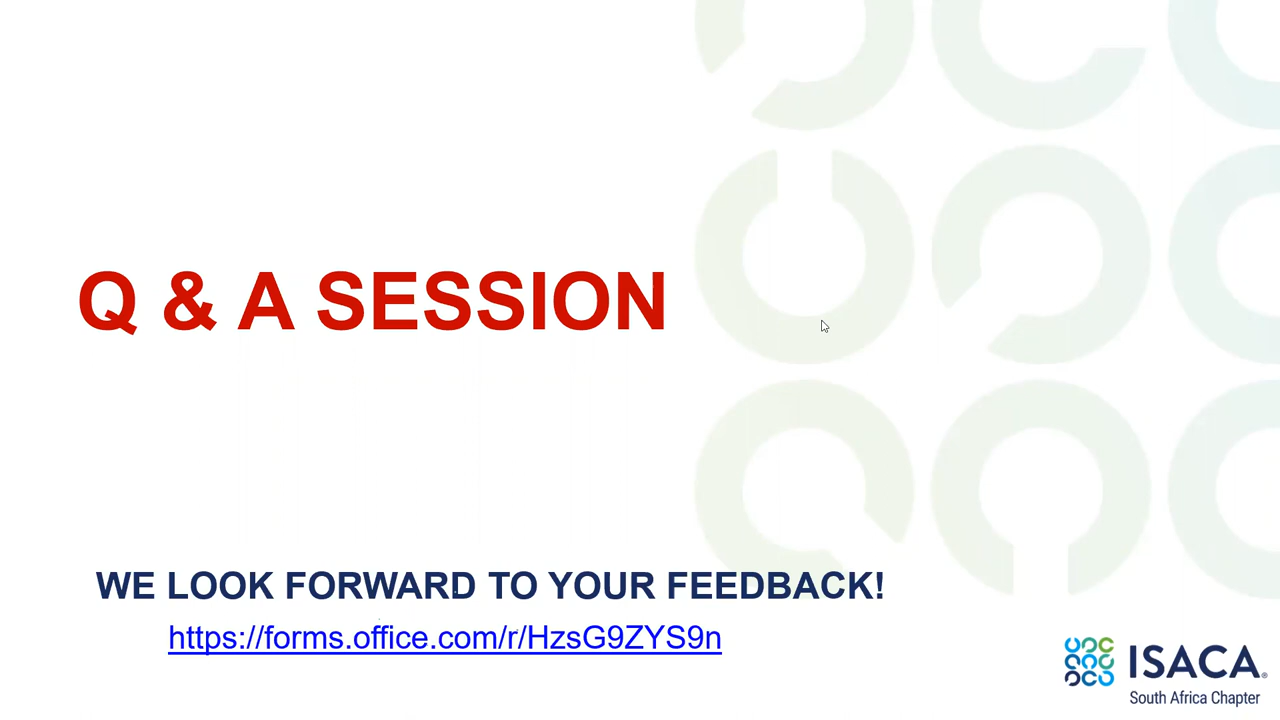 Q & A SESSION
WE LOOK FORWARD TO YOUR FEEDBACK!
https://forms.office.com/r/HzsG9ZYS9n
ISACA®
South Africa Chapter